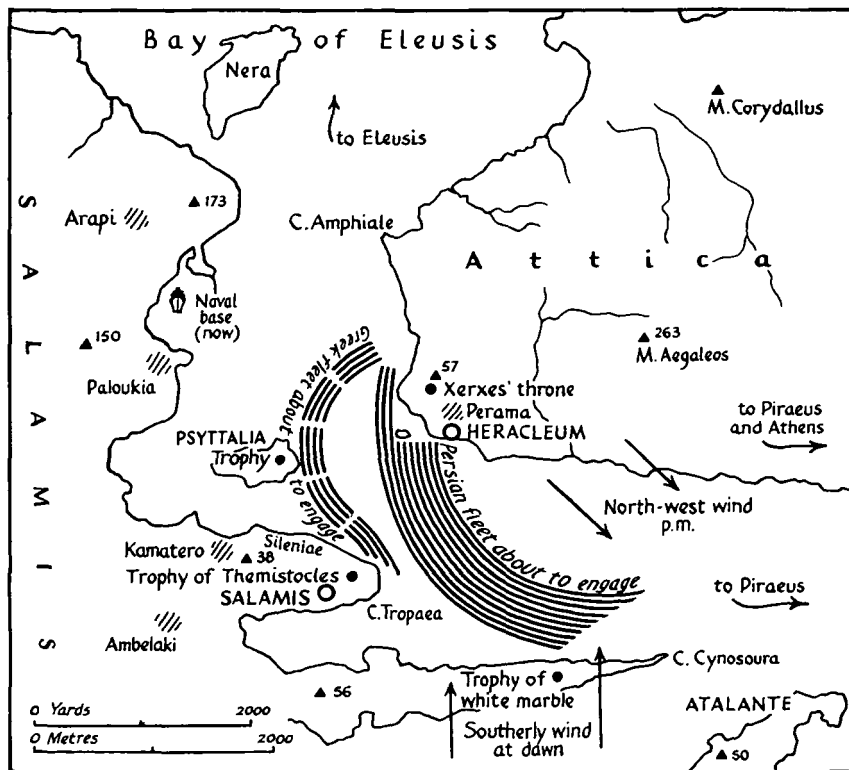 Bay of Eleusis
Nera
to Eleusis
M. Corydallus
SALAMIS
173
Arapi
C. Amphiale
Attica
Naval
base
(now)
150
Paloukia
263
M. Aegaleos
Greek fleet about
to engage
57
Xerxes' throne
Perama
HERACLEUM
to Piraeus
and Athens
PSYTTALIA
Trophy
Persian fleet about to engage
North-west wind
p.m.
Kamatero
38
Sileniae
Trophy of Themistocles
SALAMIS
C. Tropaea
to Piraeus
Ambelaki
C. Cynosoura
56
Trophy of
white marble
Southerly wind
at dawn
ATALANTE
50
0 Yards 2000
0 Metres 2000